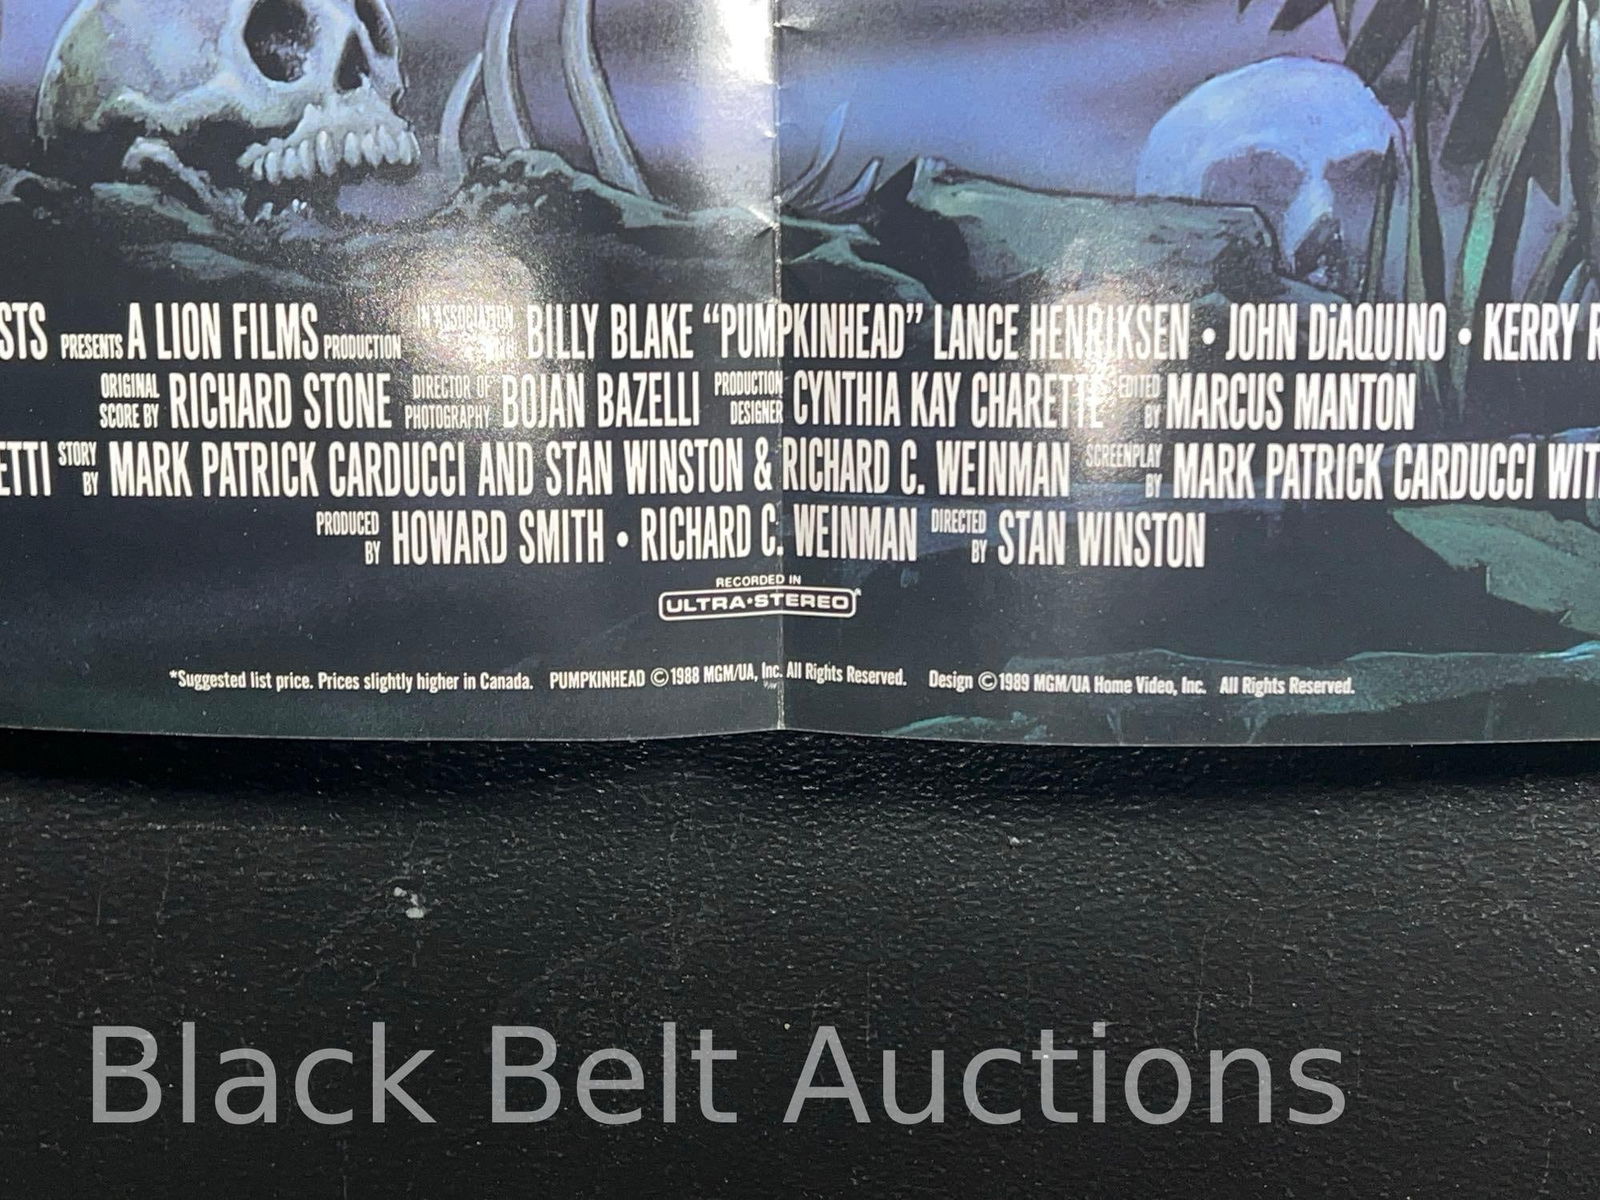 STS PRESENTS A LION FILMS PRODUCTION IN ASSOCIATION BILLY BLAKE “PUMPKINHEAD” LANCE HENRIKSEN • JOHN DiAQUINO • KERRY R
ORIGINAL SCORE BY RICHARD STONE DIRECTOR OF PHOTOGRAPHY BOJAN BAZELLI PRODUCTION DESIGNER CYNTHIA KAY CHARETTE EDITED BY MARCUS MANTON
ETTI STORY BY MARK PATRICK CARDUCCI AND STAN WINSTON & RICHARD C. WEINMAN SCREENPLAY BY MARK PATRICK CARDUCCI WIT
PRODUCED BY HOWARD SMITH • RICHARD C. WEINMAN DIRECTED BY STAN WINSTON
RECORDED IN
ULTRA•STEREO
*Suggested list price. Prices slightly higher in Canada. PUMPKINHEAD ©1988 MGM/UA, Inc. All Rights Reserved. Design ©1989 MGM/UA Home Video, Inc. All Rights Reserved.
Black Belt Auctions